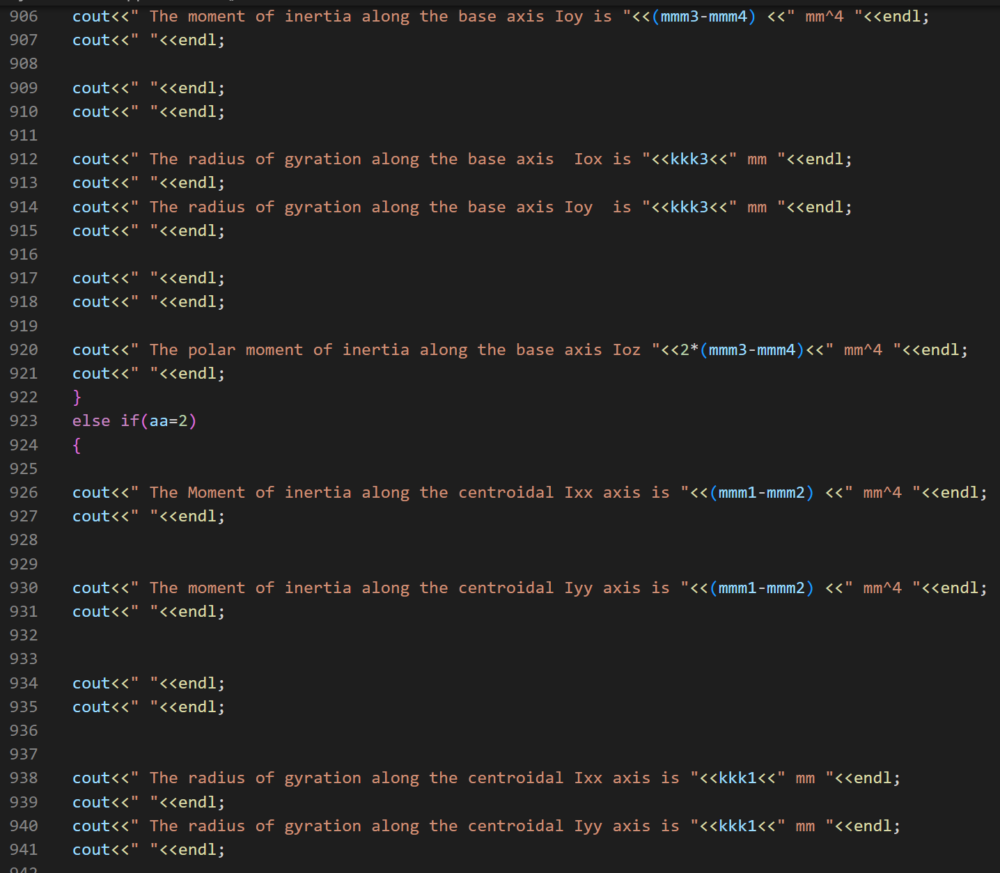 906 cout<<" The moment of inertia along the base axis Ioy is "<<(mmm3-mmm4) <<" mm^4 "<<endl;
907 cout<<" "<<endl;
908
909 cout<<" "<<endl;
910 cout<<" "<<endl;
911
912 cout<<" The radius of gyration along the base axis  Iox is "<<kkk3<<" mm "<<endl;
913 cout<<" "<<endl;
914 cout<<" The radius of gyration along the base axis Ioy  is "<<kkk3<<" mm "<<endl;
915 cout<<" "<<endl;
916
917 cout<<" "<<endl;
918 cout<<" "<<endl;
919
920 cout<<" The polar moment of inertia along the base axis Ioz "<<2*(mmm3-mmm4)<<" mm^4 "<<endl;
921 cout<<" "<<endl;
922 }
923 else if(aa=2)
924 {
925
926 cout<<" The Moment of inertia along the centroidal Ixx axis is "<<(mmm1-mmm2) <<" mm^4 "<<endl;
927 cout<<" "<<endl;
928
929
930 cout<<" The moment of inertia along the centroidal Iyy axis is "<<(mmm1-mmm2) <<" mm^4 "<<endl;
931 cout<<" "<<endl;
932
933
934 cout<<" "<<endl;
935 cout<<" "<<endl;
936
937
938 cout<<" The radius of gyration along the centroidal Ixx axis is "<<kkk1<<" mm "<<endl;
939 cout<<" "<<endl;
940 cout<<" The radius of gyration along the centroidal Iyy axis is "<<kkk1<<" mm "<<endl;
941 cout<<" "<<endl;
942